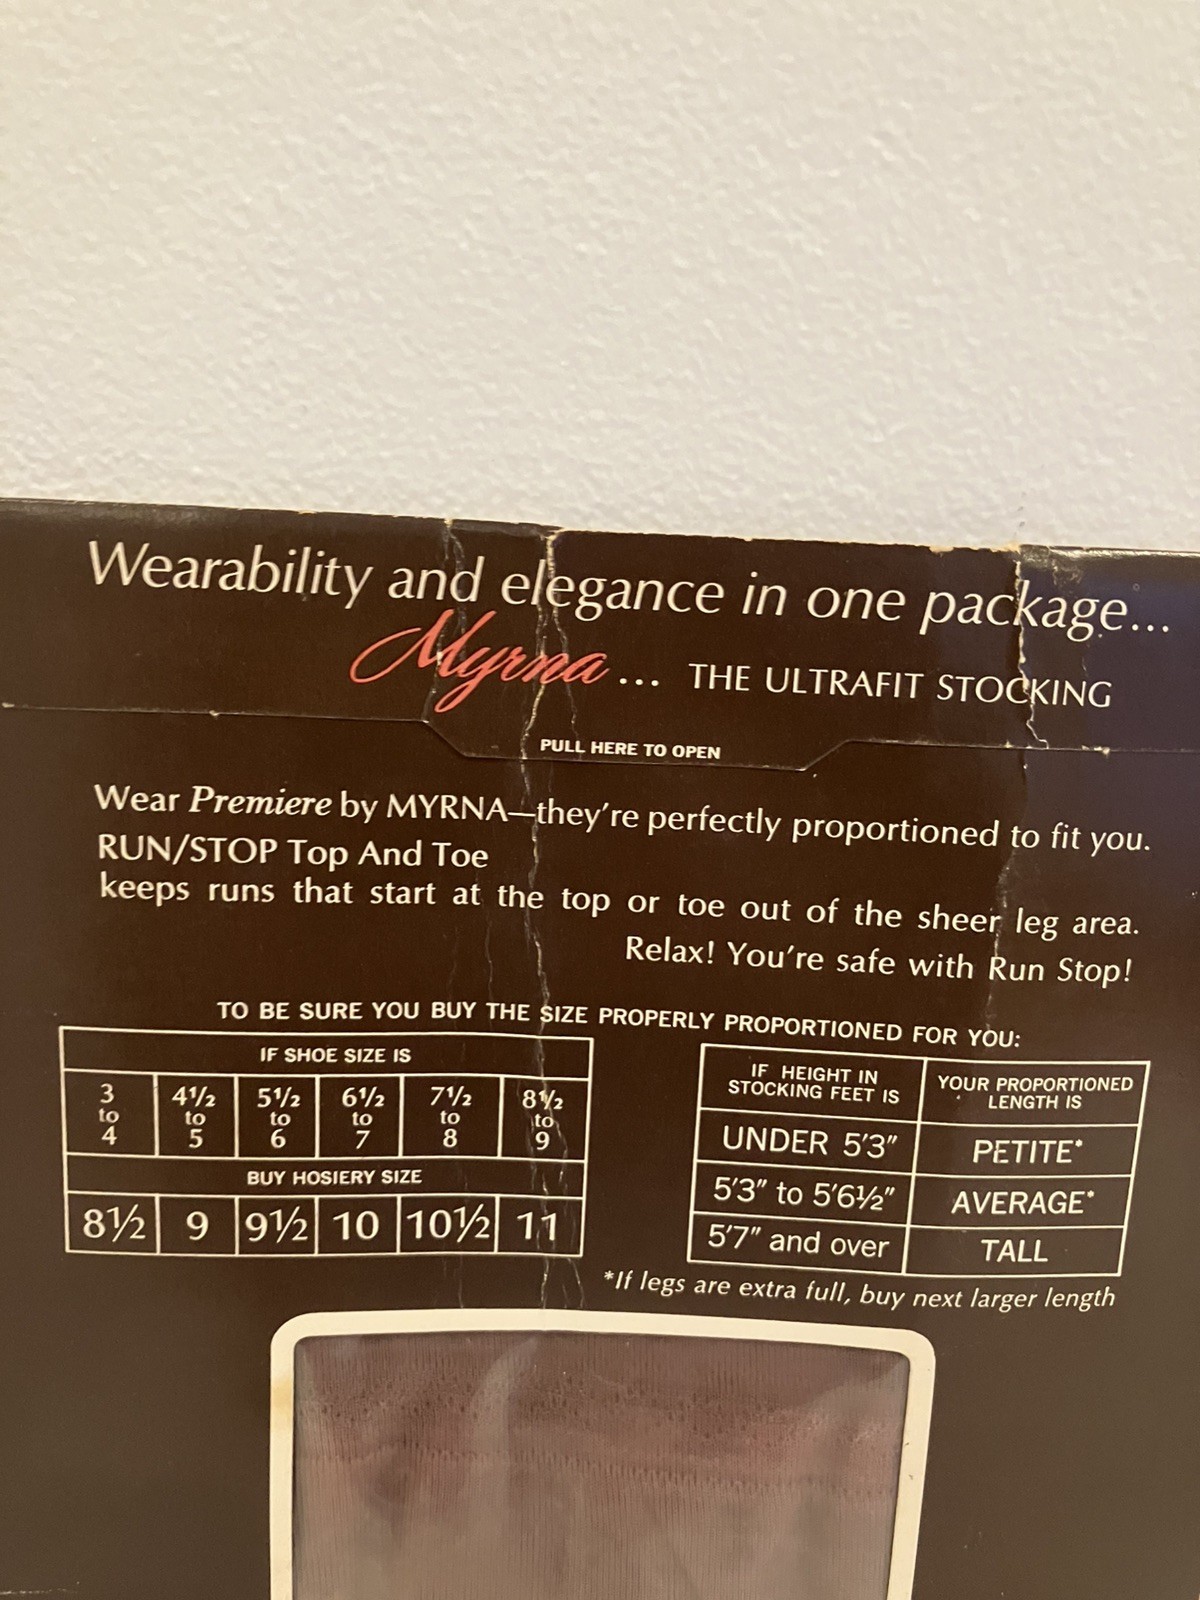 Wearability and elegance in one package...
Myrna... THE ULTRAFIT STOCKING
PULL HERE TO OPEN
Wear Premiere by MYRNA—they're perfectly proportioned to fit you.
RUN/STOP Top And Toe
keeps runs that start at the top or toe out of the sheer leg area.
Relax! You're safe with Run Stop!
TO BE SURE YOU BUY THE SIZE PROPERLY PROPORTIONED FOR YOU:
IF SHOE SIZE IS
3 to 4
4½ to 5
5½ to 6
6½ to 7
7½ to 8
8½ to 9
BUY HOSIERY SIZE
8½ 9 9½ 10 10½ 11
IF HEIGHT IN
STOCKING FEET IS
YOUR PROPORTIONED
LENGTH IS
UNDER 5'3" PETITE*
5'3" to 5'6½" AVERAGE*
5'7" and over TALL
*If legs are extra full, buy next larger length